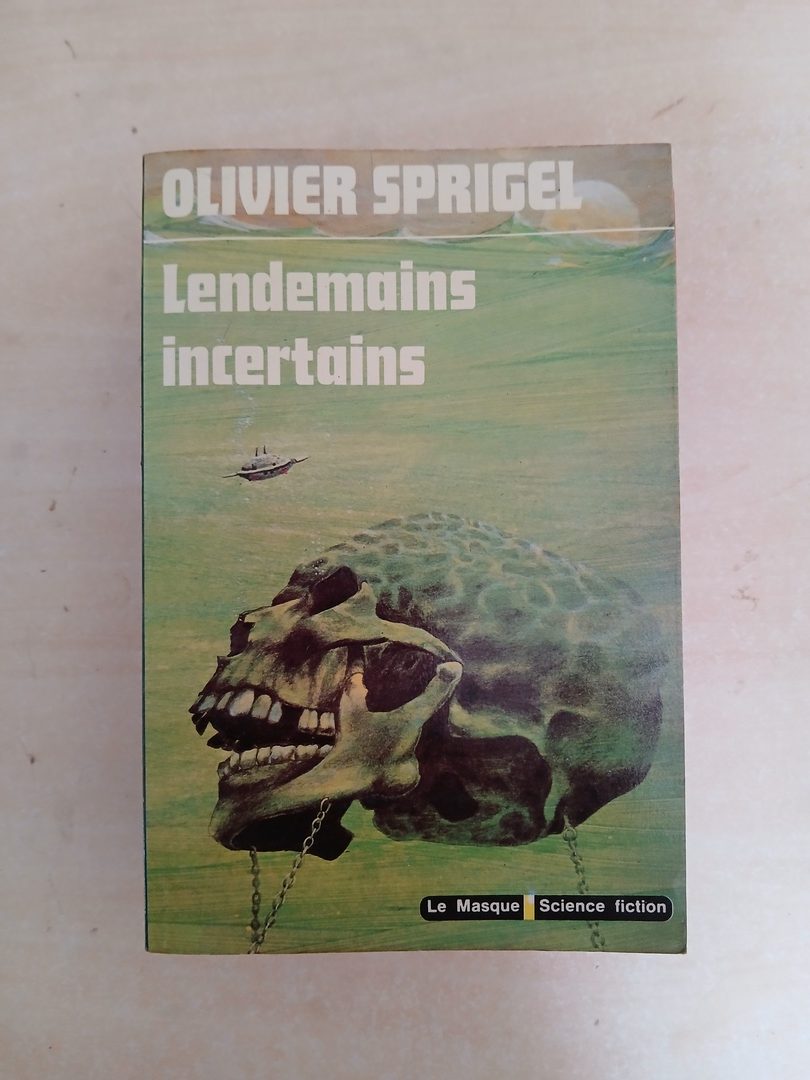 OLIVIER SPRIGEL
Lendemains
incertains
Le Masque Science fiction